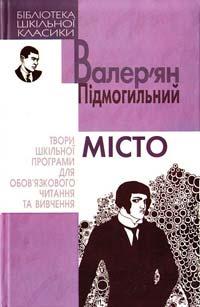 БІБЛІОТЕКА
ШКІЛЬНОЇ
КЛАСИКИ
Валер'ян
Підмогильний
МІСТО
ТВОРИ
ШКІЛЬНОЇ
ПРОГРАМИ
ДЛЯ
ОБОВ'ЯЗКОВОГО
ЧИТАННЯ
ТА ВИВЧЕННЯ